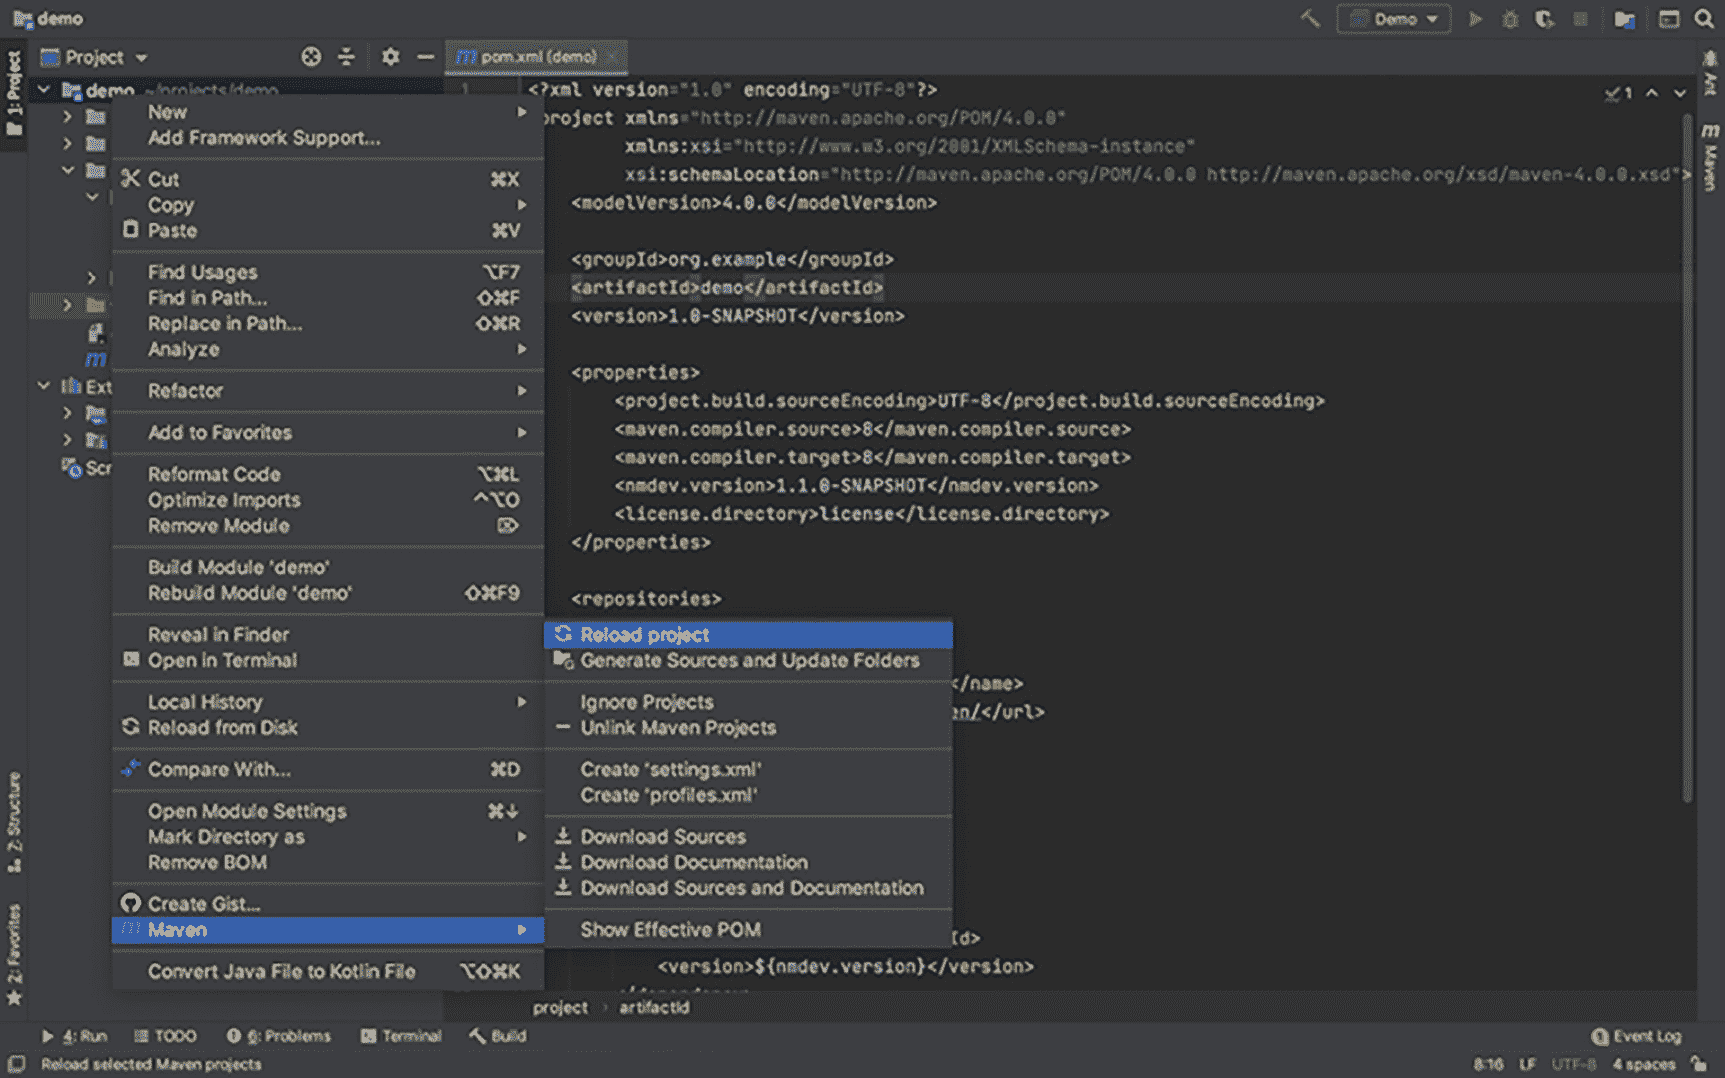 demo
Demo
Project
pom.xml (demo)
1: Project
demo ~/projects/demo
New
Add Framework Support...
Cut ⌘X
Copy
Paste ⌘V
Find Usages ⌥F7
Find in Path... ⇧⌘F
Replace in Path... ⇧⌘R
Analyze
Refactor
Add to Favorites
Reformat Code ⌥⌘L
Optimize Imports ^⌥O
Remove Module ⌦
Build Module 'demo'
Rebuild Module 'demo' ⇧⌘F9
Reveal in Finder
Open in Terminal
Local History
Reload from Disk
Compare With... ⌘D
Open Module Settings ⌘↓
Mark Directory as
Remove BOM
Create Gist...
Maven
Convert Java File to Kotlin File ⌥⇧⌘K
Ext
Scr
Reload project
Generate Sources and Update Folders
Ignore Projects
Unlink Maven Projects
Create 'settings.xml'
Create 'profiles.xml'
Download Sources
Download Documentation
Download Sources and Documentation
Show Effective POM
1 <?xml version="1.0" encoding="UTF-8"?>
project xmlns="http://maven.apache.org/POM/4.0.0"
xmlns:xsi="http://www.w3.org/2001/XMLSchema-instance"
xsi:schemaLocation="http://maven.apache.org/POM/4.0.0 http://maven.apache.org/xsd/maven-4.0.0.xsd">
<modelVersion>4.0.0</modelVersion>
<groupId>org.example</groupId>
<artifactId>demo</artifactId>
<version>1.0-SNAPSHOT</version>
<properties>
<project.build.sourceEncoding>UTF-8</project.build.sourceEncoding>
<maven.compiler.source>8</maven.compiler.source>
<maven.compiler.target>8</maven.compiler.target>
<nmdev.version>1.1.0-SNAPSHOT</nmdev.version>
<license.directory>license</license.directory>
</properties>
<repositories>
</name>
en/</url>
Id>
<version>${nmdev.version}</version>
1
Ant
m Maven
Z: Structure
2: Favorites
project › artifactId
4: Run TODO 6: Problems Terminal Build Event Log
Reload selected Maven projects 8:16 LF UTF-8 4 spaces